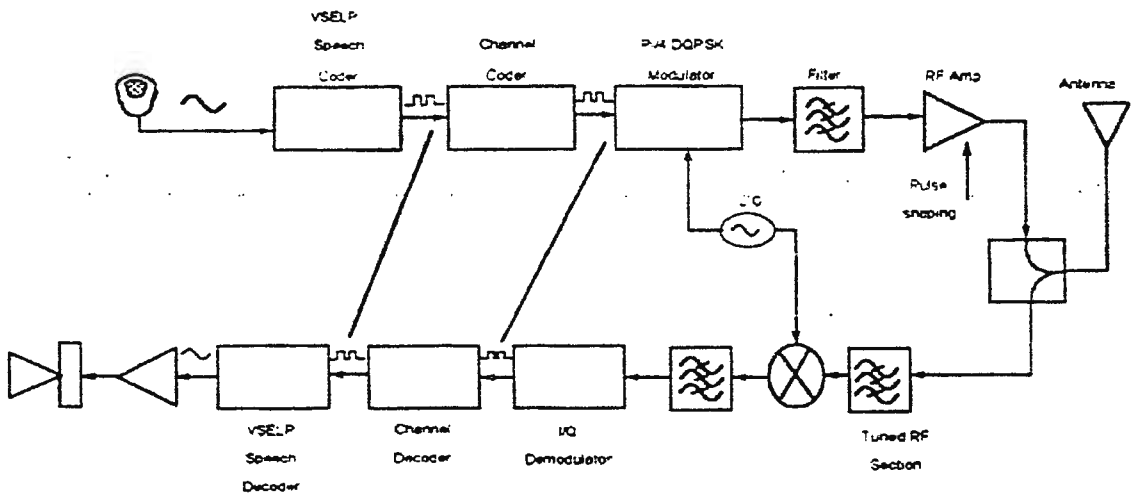 VSELP
Speech
Coder
Channel
Coder
Pi/4 DQPSK
Modulator
Filter
RF Amp
Antenna
Pulse
shaping
VSELP
Speech
Decoder
Channel
Decoder
I/Q
Demodulator
Tuned RF
Section